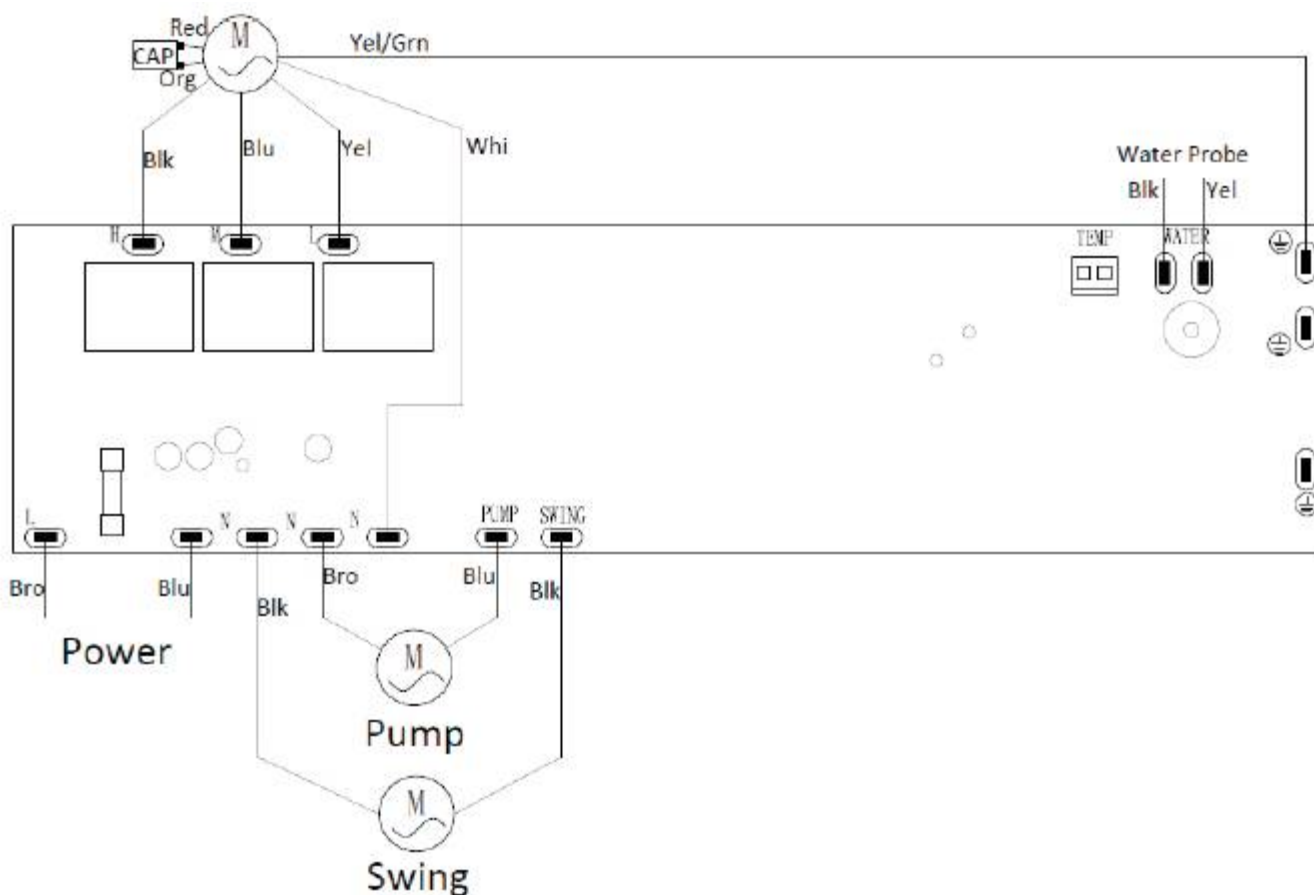 Red
M
CAP
Org
Yel/Grn
Blk
Blu
Yel
Whi
Water Probe
Blk
Yel
H
M
L
TEMP
WATER
L
N
N
N
PUMP
SWING
Bro
Blu
Blk
Bro
Blu
Blk
Power
M
Pump
M
Swing